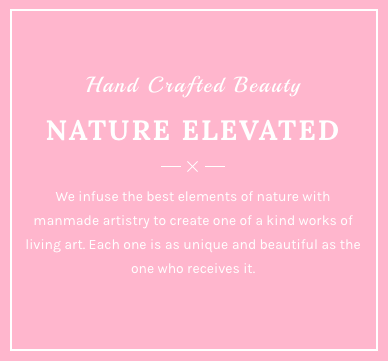 Hand Crafted Beauty
NATURE ELEVATED
We infuse the best elements of nature with
manmade artistry to create one of a kind works of
living art. Each one is as unique and beautiful as the
one who receives it.